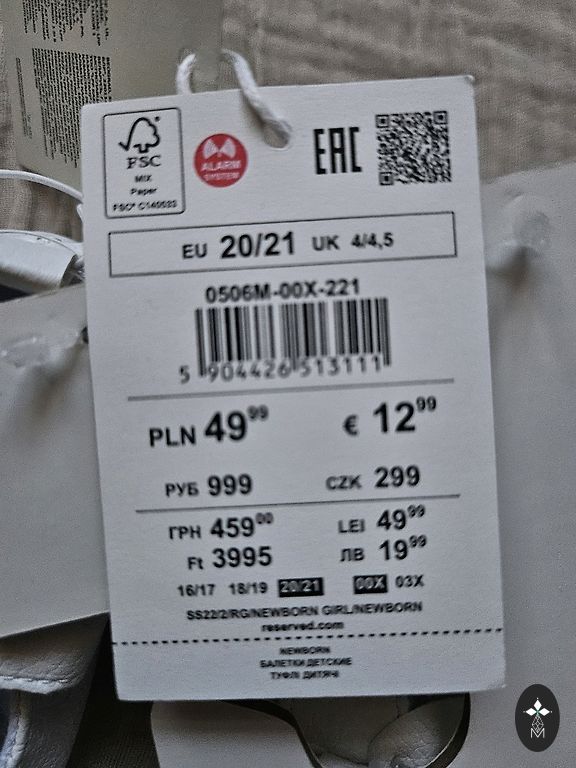 FSC
MIX
Paper
FSC® C140033
ALARM
SYSTEM
EAC
EU 20/21 UK 4/4,5
0506M-00X-221
5 904426 513111
PLN 49⁹⁹ € 12⁹⁹
РУБ 999 CZK 299
ГРН 459⁰⁰ LEI 49⁹⁹
Ft 3995 ЛВ 19⁹⁹
16/17 18/19 20/21 00X 03X
SS22/2/RG/NEWBORN GIRL/NEWBORN
reserved.com
NEWBORN
БАЛЕТКИ ДЕТСКИЕ
ТУФЛІ ДИТЯЧІ
M